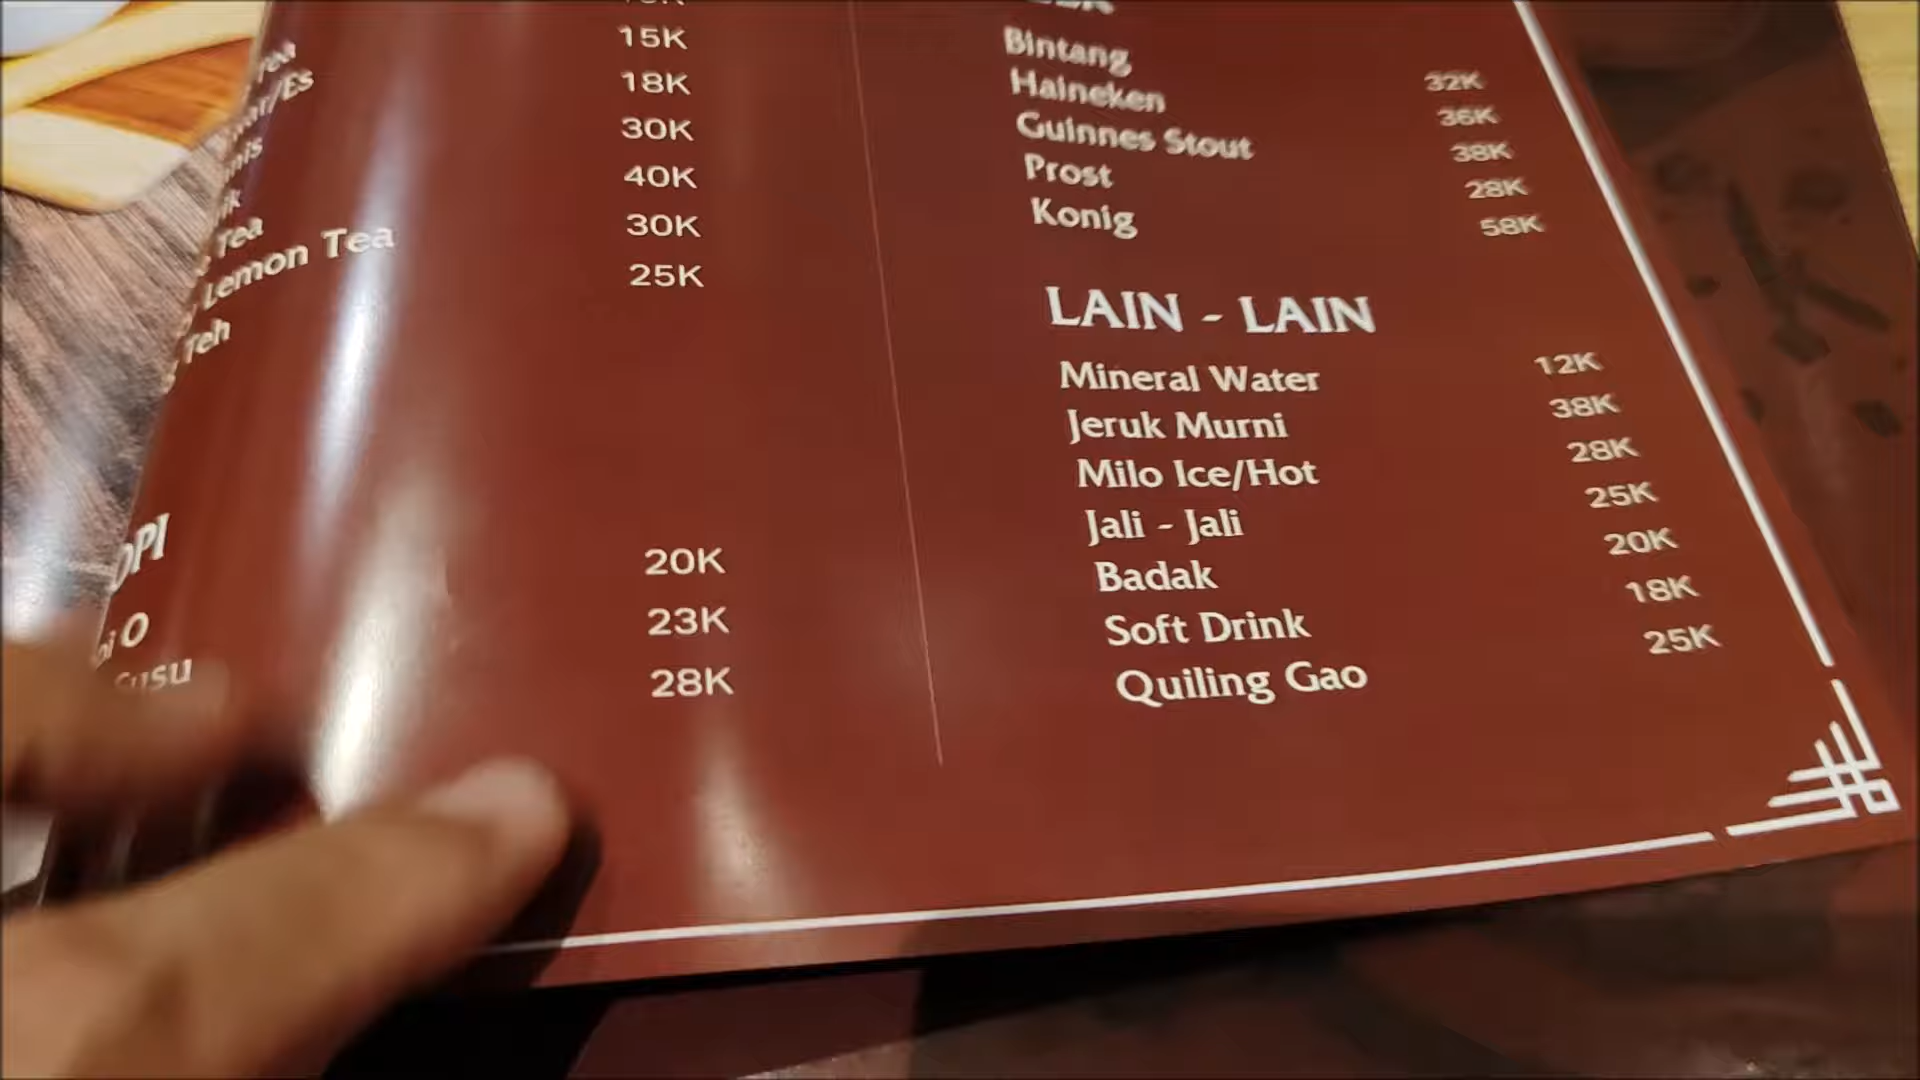 15K
18K
30K
40K
Tea 30K
Lemon Tea 25K
Teh
20K
O 23K
Susu 28K
Bintang 32K
Haineken 36K
Guinnes Stout 38K
Prost 28K
Konig 58K
LAIN - LAIN
Mineral Water 12K
Jeruk Murni 38K
Milo Ice/Hot 28K
Jali - Jali 25K
Badak 20K
Soft Drink 18K
Quiling Gao 25K